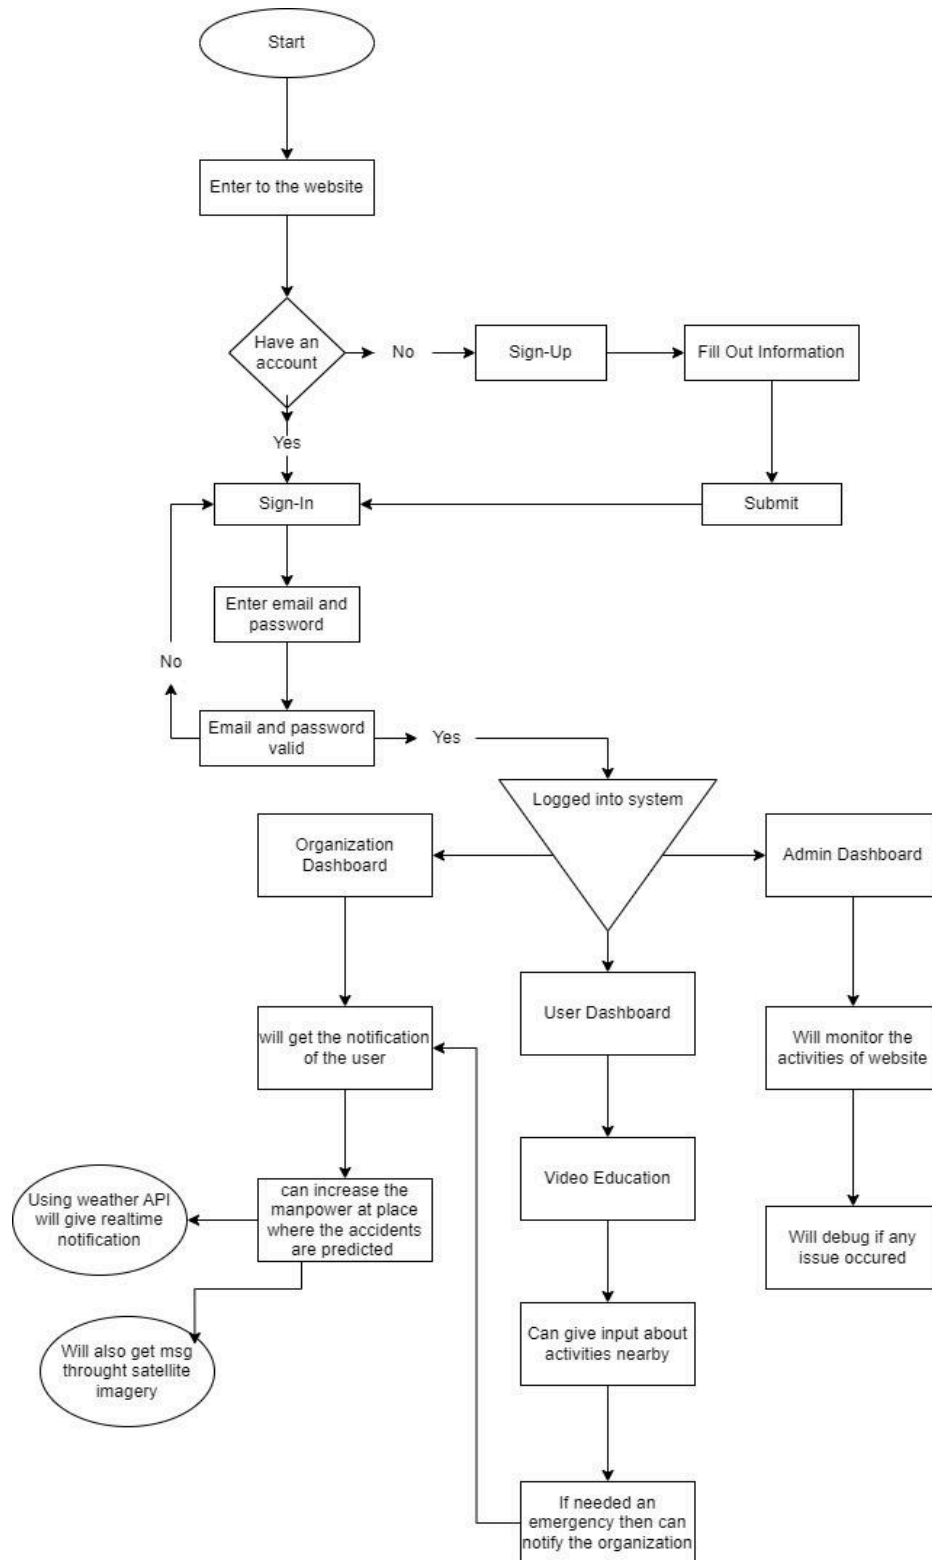 Start
Enter to the website
Have an
account
No
Sign-Up
Fill Out Information
Yes
Sign-In
Submit
Enter email and
password
No
Email and password
valid
Yes
Logged into system
Organization
Dashboard
Admin Dashboard
User Dashboard
will get the notification
of the user
Will monitor the
activities of website
Video Education
Using weather API
will give realtime
notification
can increase the
manpower at place
where the accidents
are predicted
Will debug if any
issue occured
Can give input about
activities nearby
Will also get msg
throught satellite
imagery
If needed an
emergency then can
notify the organization